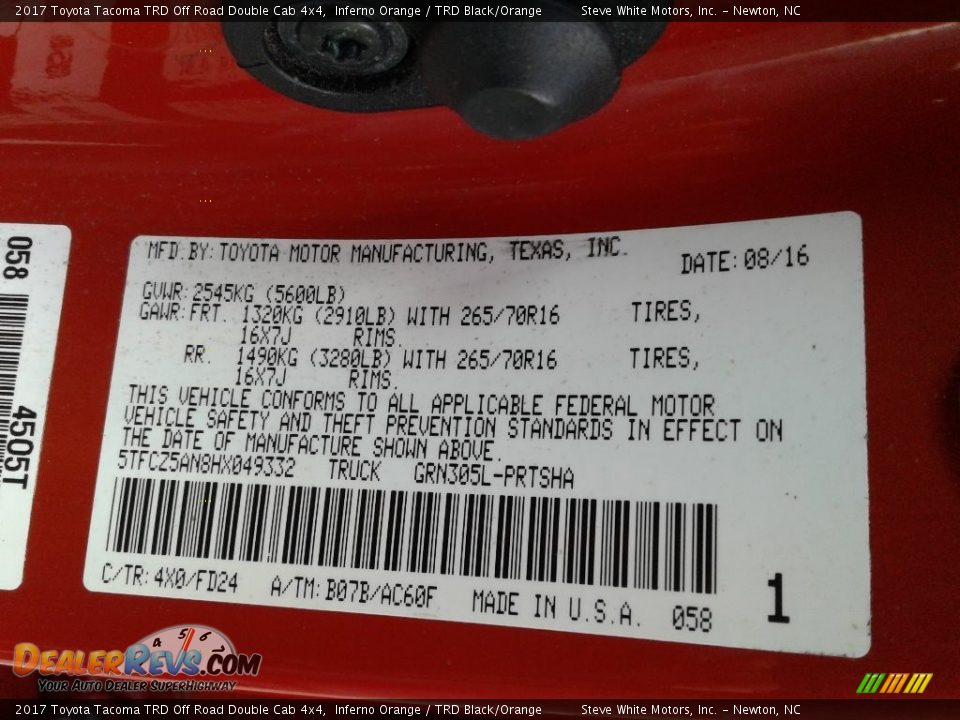 2017 Toyota Tacoma TRD Off Road Double Cab 4x4, Inferno Orange / TRD Black/Orange Steve White Motors, Inc. – Newton, NC
058
45051T
MFD.BY:TOYOTA MOTOR MANUFACTURING, TEXAS, INC.
DATE:08/16
GVWR:2545KG (5600LB)
GAWR:FRT. 1320KG (2910LB) WITH 265/70R16 TIRES,
16X7J RIMS.
RR. 1490KG (3280LB) WITH 265/70R16 TIRES,
16X7J RIMS.
THIS VEHICLE CONFORMS TO ALL APPLICABLE FEDERAL MOTOR
VEHICLE SAFETY AND THEFT PREVENTION STANDARDS IN EFFECT ON
THE DATE OF MANUFACTURE SHOWN ABOVE.
5TFCZ5AN8HX049332 TRUCK GRN305L-PRTSHA
C/TR:4X0/FD24 A/TM:B07B/AC60F MADE IN U.S.A. 058
1
4 5 6
DEALERREVS.COM
Your Auto Dealer SuperHighway
2017 Toyota Tacoma TRD Off Road Double Cab 4x4, Inferno Orange / TRD Black/Orange Steve White Motors, Inc. – Newton, NC